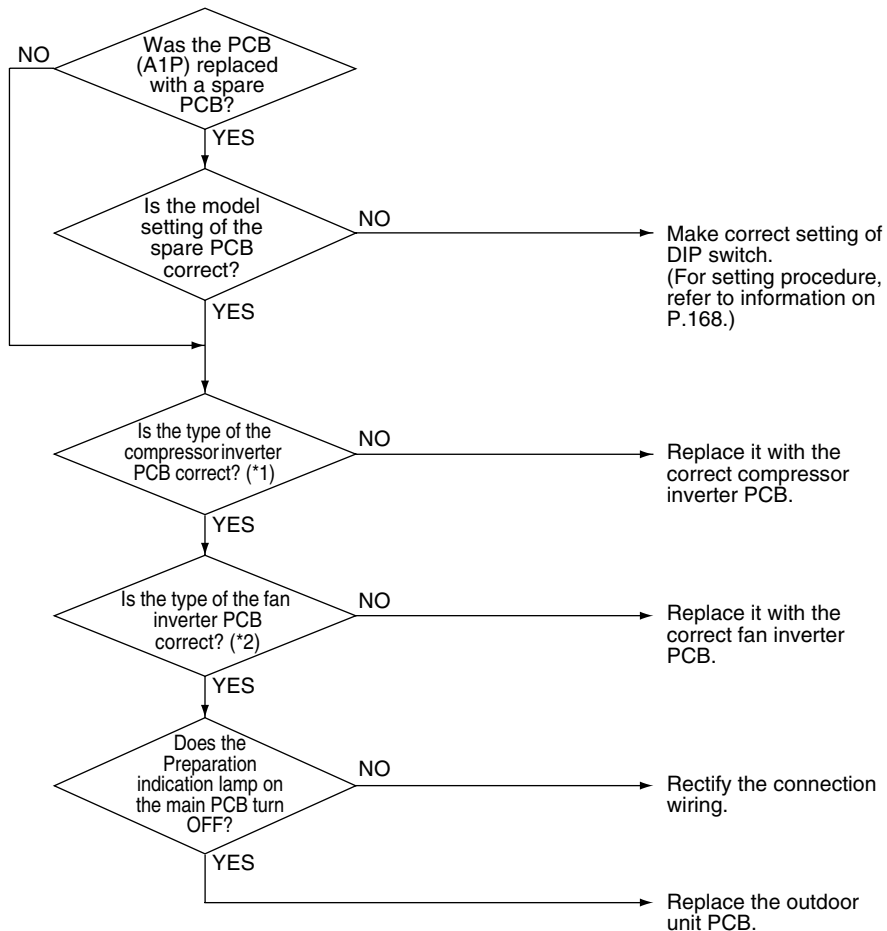 Was the PCB
(A1P) replaced
with a spare
PCB?
NO
YES
Is the model
setting of the
spare PCB
correct?
NO
Make correct setting of
DIP switch.
(For setting procedure,
refer to information on
P.168.)
YES
Is the type of the
compressor inverter
PCB correct? (*1)
NO
Replace it with the
correct compressor
inverter PCB.
YES
Is the type of the fan
inverter PCB
correct? (*2)
NO
Replace it with the
correct fan inverter
PCB.
YES
Does the
Preparation
indication lamp on
the main PCB turn
OFF?
NO
Rectify the connection
wiring.
YES
Replace the outdoor
unit PCB.